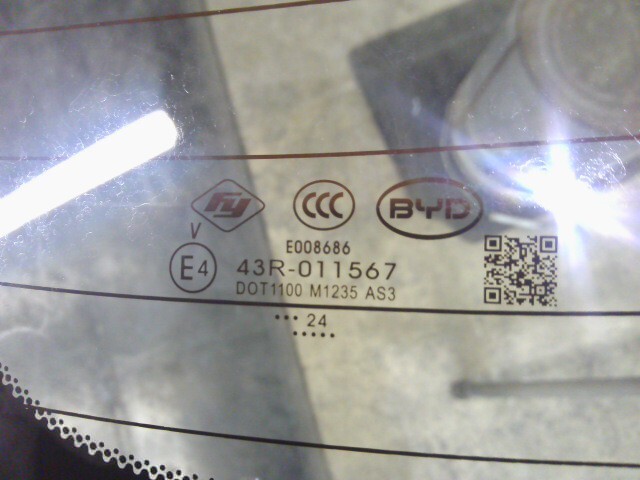 FY CCC BYD
V
E008686
E4 43R-011567
DOT1100 M1235 AS3
••• 24
•••••